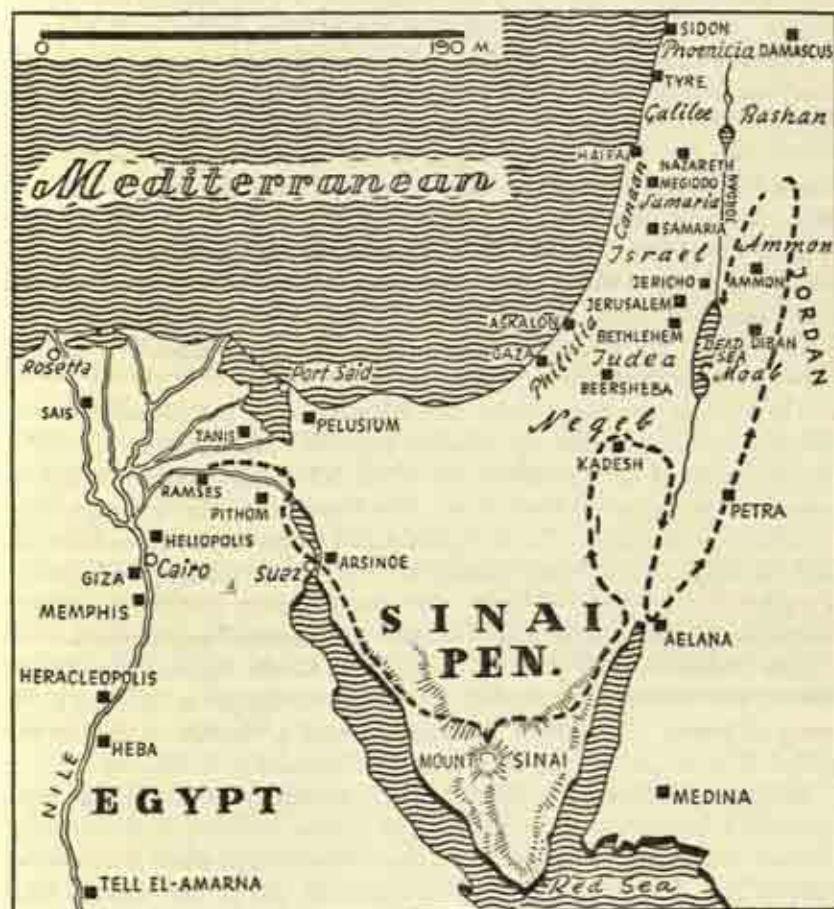 0 190 M.
SIDON
Phoenicia DAMASCUS
TYRE
Galilee Bashan
Mediterranean
HAIFA
NAZARETH
MEGIDDO
Canaan
Samaria
JORDAN
SAMARIA
Israel
Ammon
JERICHO
AMMON
JORDAN
JERUSALEM
ASKALON
BETHLEHEM
DEAD SEA
DIBAN
GAZA
Philistia
Judea
Moab
Rosetta
Port Said
BEERSHEBA
SAIS
PELUSIUM
Negeb
TANIS
KADESH
RAMSES
PITHOM
PETRA
HELIOPOLIS
Cairo
Suez
ARSINOE
GIZA
MEMPHIS
SINAI
PEN.
AELANA
HERACLEOPOLIS
HEBA
MOUNT SINAI
NILE
EGYPT
MEDINA
TELL EL-AMARNA
Red Sea